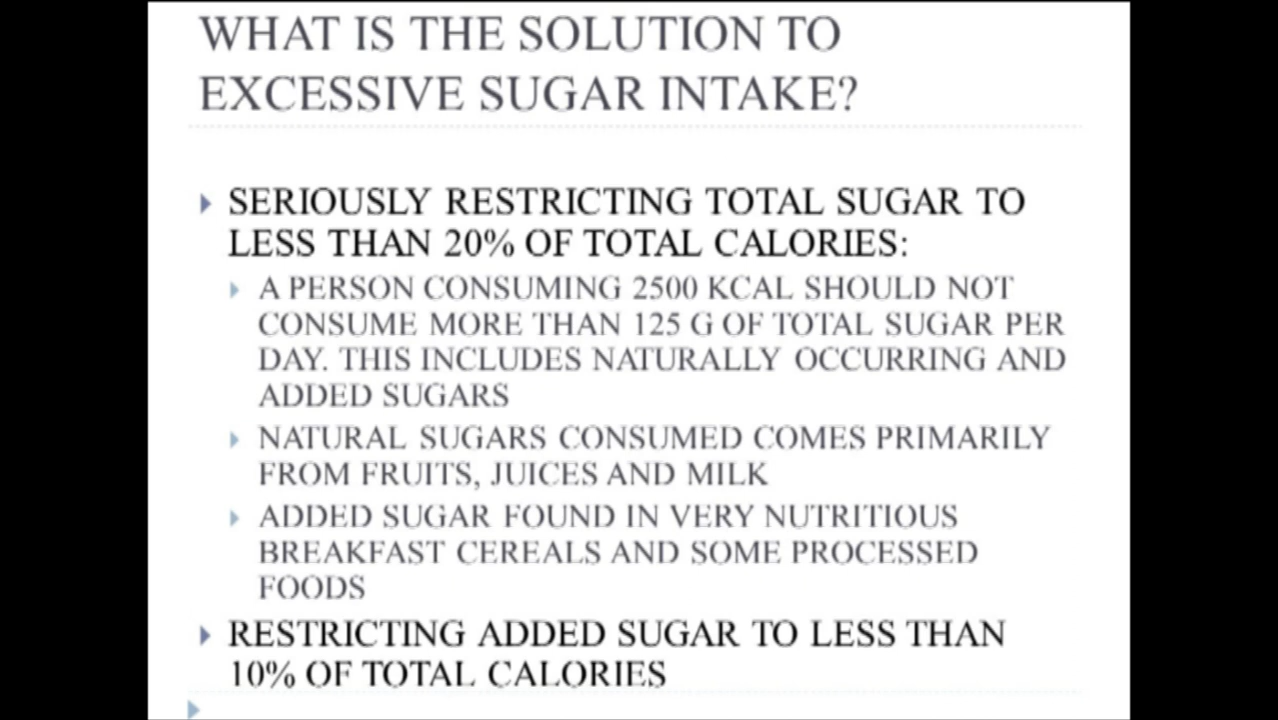 WHAT IS THE SOLUTION TO
EXCESSIVE SUGAR INTAKE?
SERIOUSLY RESTRICTING TOTAL SUGAR TO
LESS THAN 20% OF TOTAL CALORIES:
A PERSON CONSUMING 2500 KCAL SHOULD NOT
CONSUME MORE THAN 125 G OF TOTAL SUGAR PER
DAY. THIS INCLUDES NATURALLY OCCURRING AND
ADDED SUGARS
NATURAL SUGARS CONSUMED COMES PRIMARILY
FROM FRUITS, JUICES AND MILK
ADDED SUGAR FOUND IN VERY NUTRITIOUS
BREAKFAST CEREALS AND SOME PROCESSED
FOODS
RESTRICTING ADDED SUGAR TO LESS THAN
10% OF TOTAL CALORIES